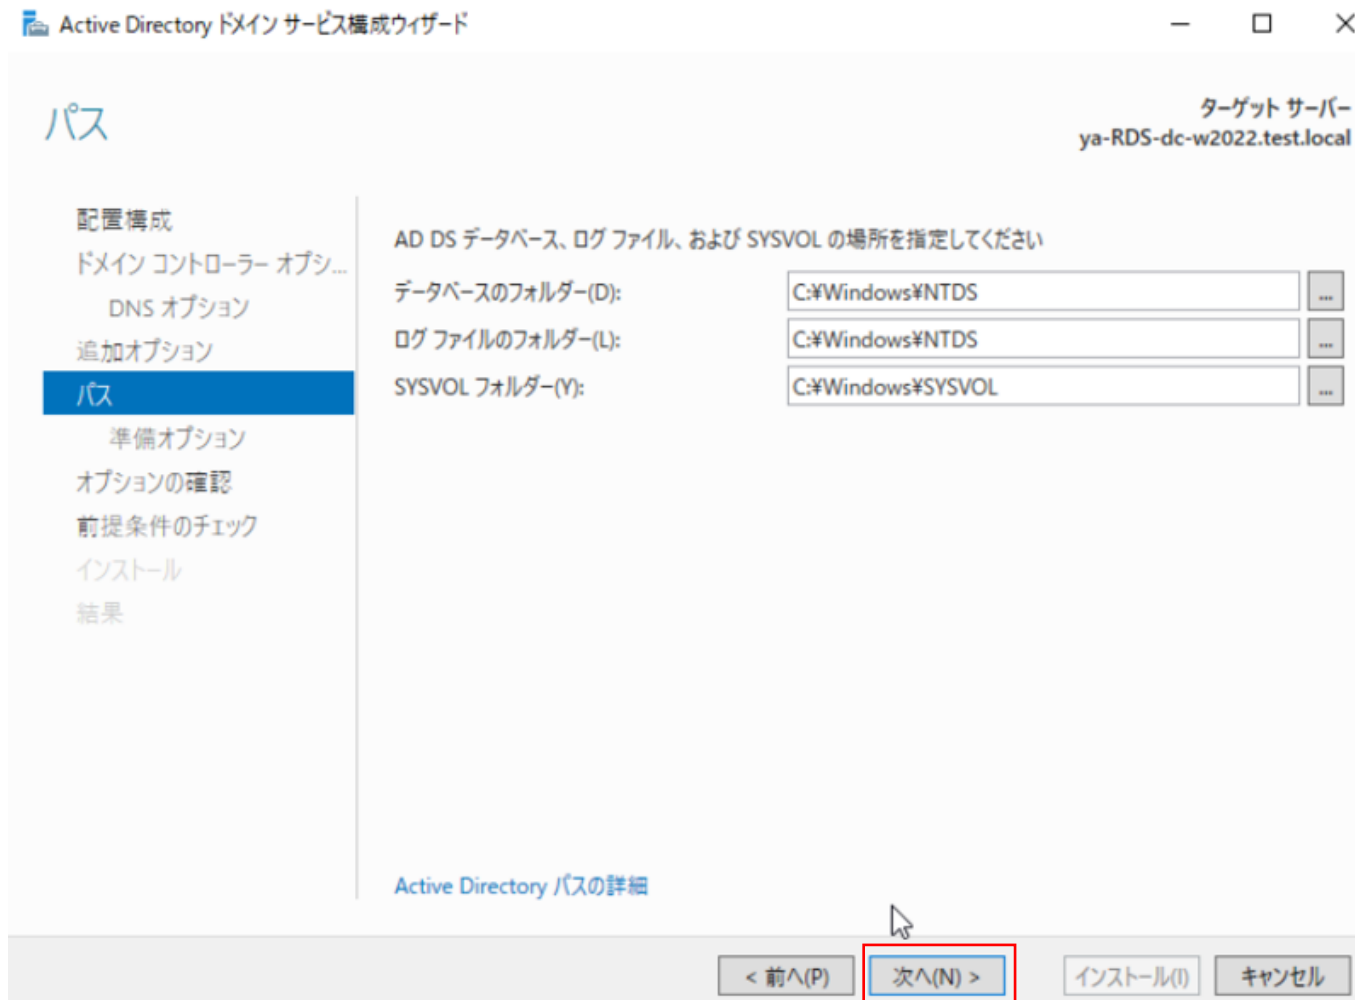 Active Directory ドメイン サービス構成ウィザード
パス
ターゲット サーバー
ya-RDS-dc-w2022.test.local
配置構成
ドメイン コントローラー オプシ...
DNS オプション
追加オプション
パス
準備オプション
オプションの確認
前提条件のチェック
インストール
結果
AD DS データベース、ログ ファイル、および SYSVOL の場所を指定してください
データベースのフォルダー(D): C:¥Windows¥NTDS ...
ログ ファイルのフォルダー(L): C:¥Windows¥NTDS ...
SYSVOL フォルダー(Y): C:¥Windows¥SYSVOL ...
Active Directory パスの詳細
< 前へ(P) 次へ(N) > インストール(I) キャンセル